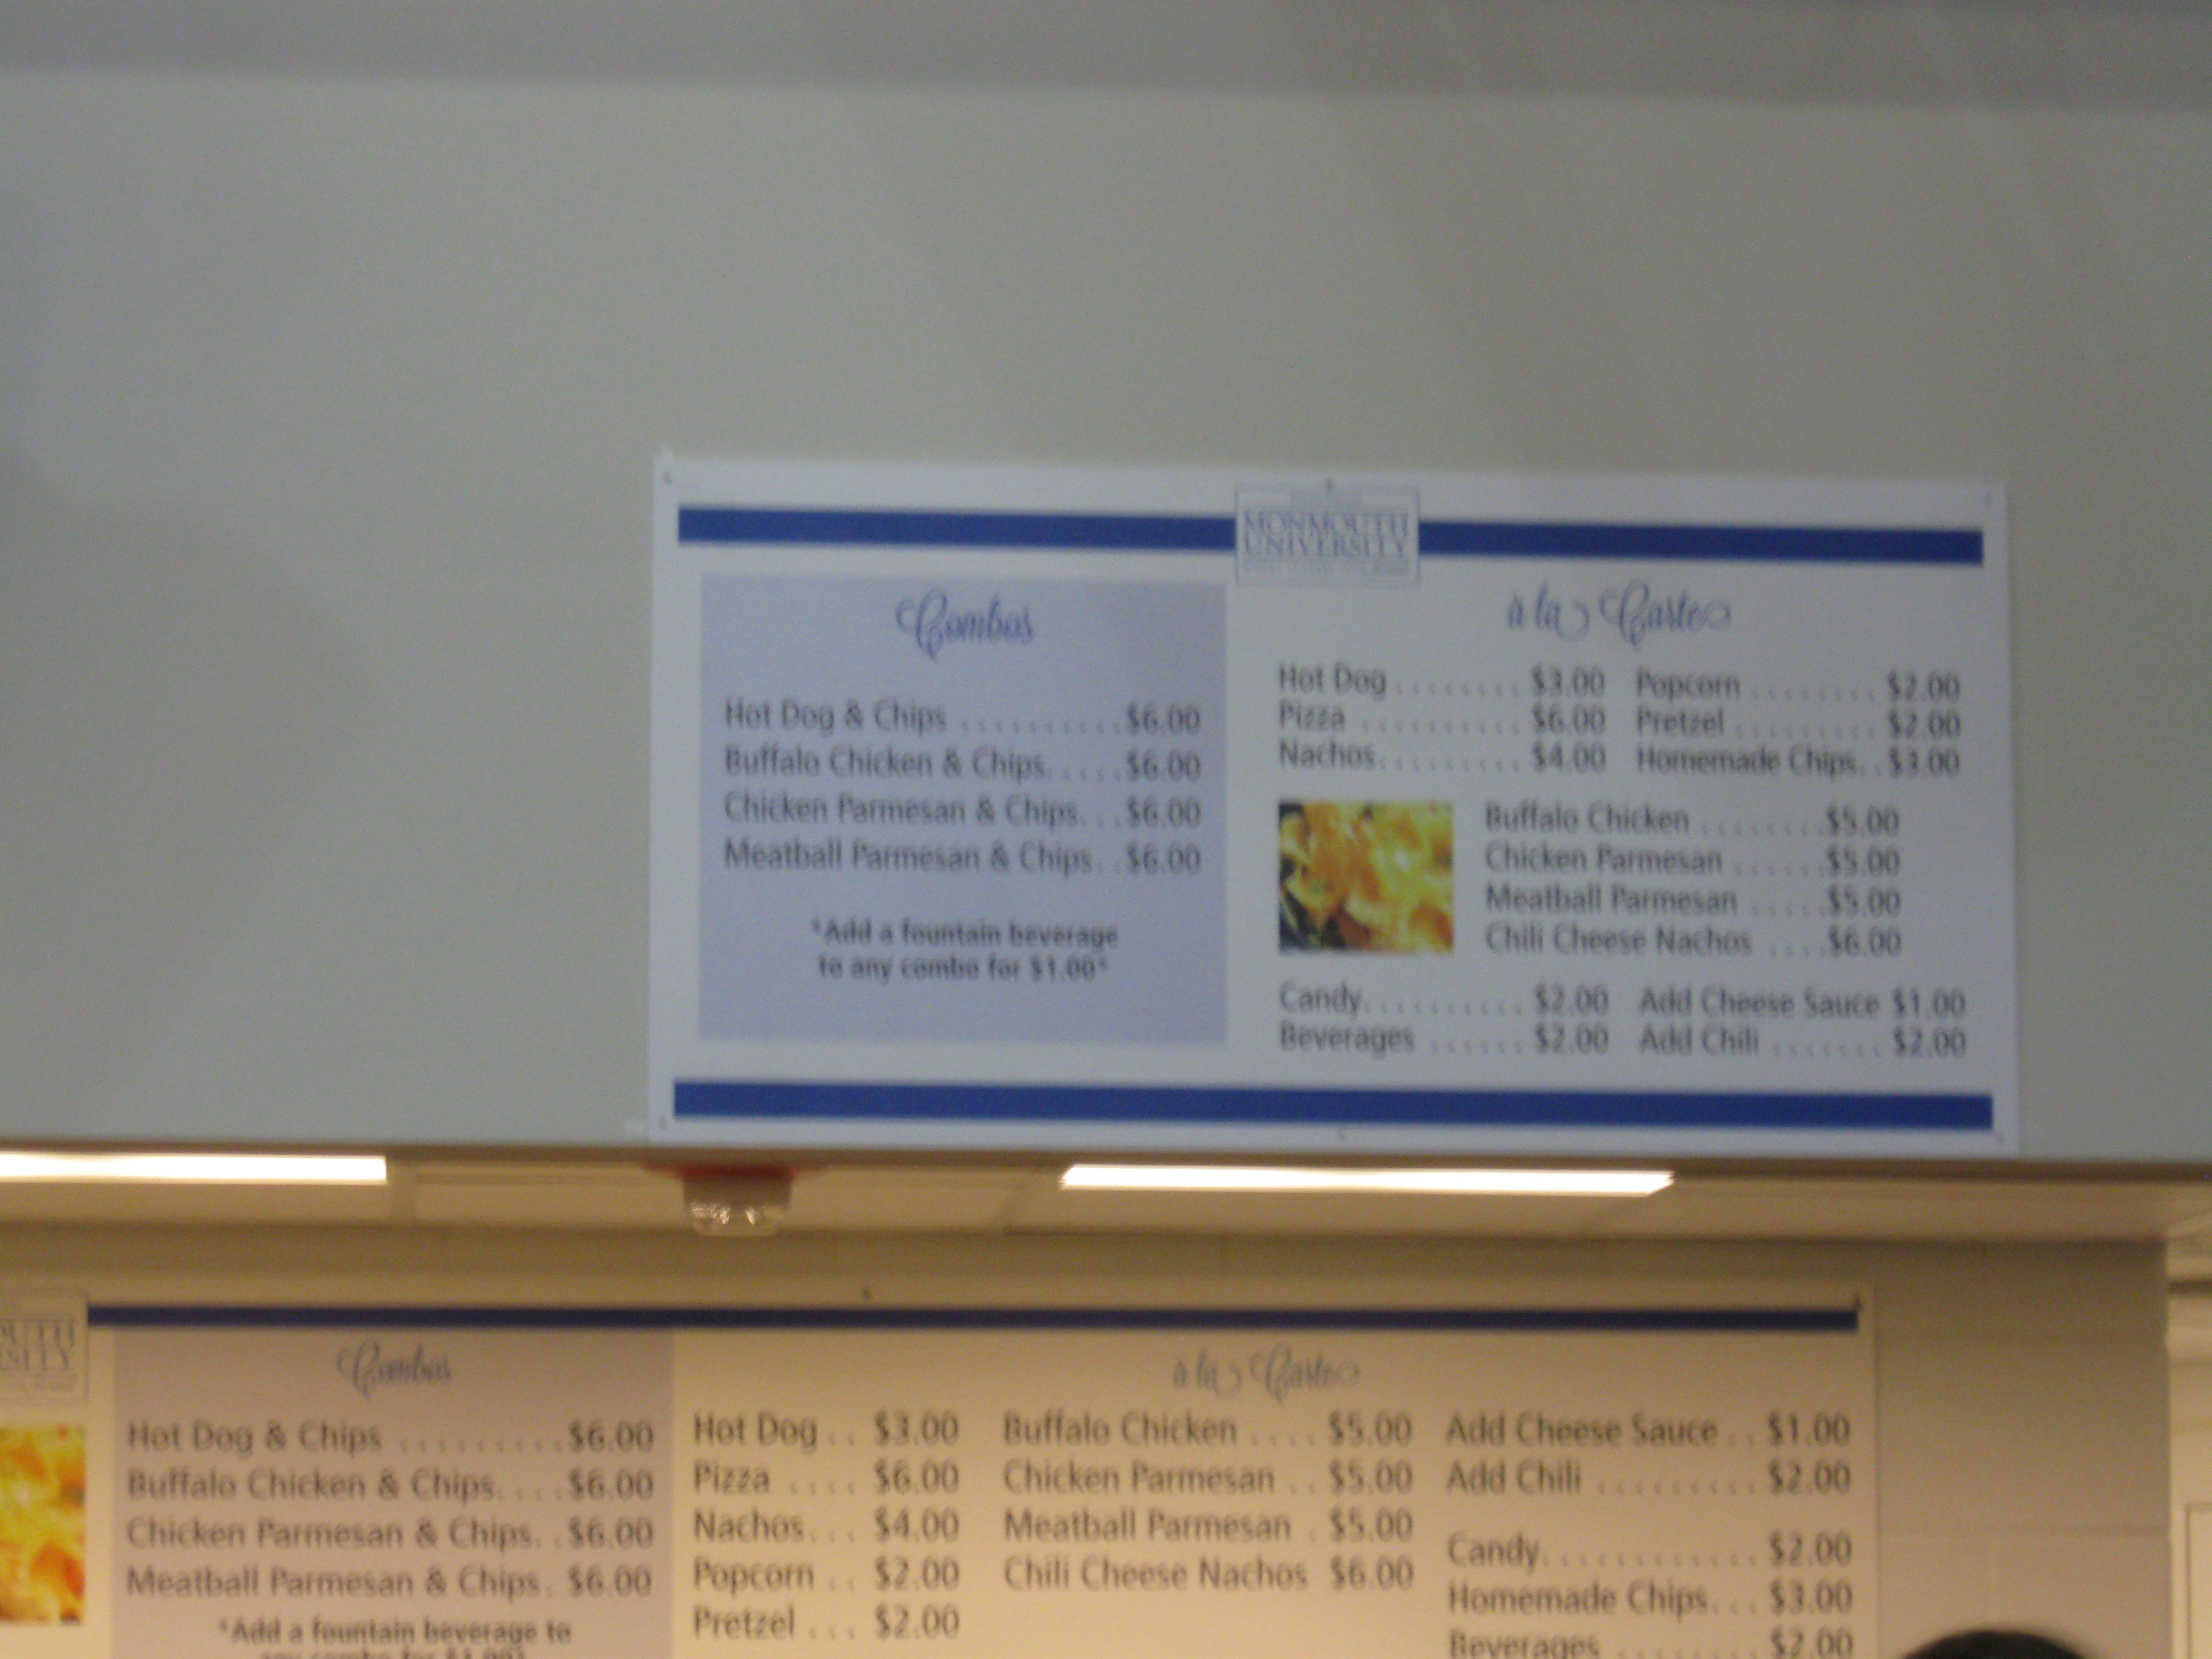 MONMOUTH
UNIVERSITY
Combos
Hot Dog & Chips ..........$6.00
Buffalo Chicken & Chips.....$6.00
Chicken Parmesan & Chips...$6.00
Meatball Parmesan & Chips..$6.00
*Add a fountain beverage
to any combo for $1.00*
à la Carte
Hot Dog ........ $3.00
Pizza .......... $6.00
Nachos......... $4.00
Popcorn ........ $2.00
Pretzel ......... $2.00
Homemade Chips..$3.00
Buffalo Chicken ........$5.00
Chicken Parmesan ......$5.00
Meatball Parmesan .....$5.00
Chili Cheese Nachos ....$6.00
Candy.......... $2.00
Beverages ...... $2.00
Add Cheese Sauce $1.00
Add Chili ....... $2.00
OUTH
SITY
Combos
Hot Dog & Chips .........$6.00
Buffalo Chicken & Chips....$6.00
Chicken Parmesan & Chips..$6.00
Meatball Parmesan & Chips. $6.00
*Add a fountain beverage to
any combo for $1.00*
à la Carte
Hot Dog .. $3.00
Pizza .... $6.00
Nachos... $4.00
Popcorn .. $2.00
Pretzel ... $2.00
Buffalo Chicken .... $5.00
Chicken Parmesan .. $5.00
Meatball Parmesan . $5.00
Chili Cheese Nachos $6.00
Add Cheese Sauce .. $1.00
Add Chili ......... $2.00
Candy............ $2.00
Homemade Chips... $3.00
Beverages ........ $2.00